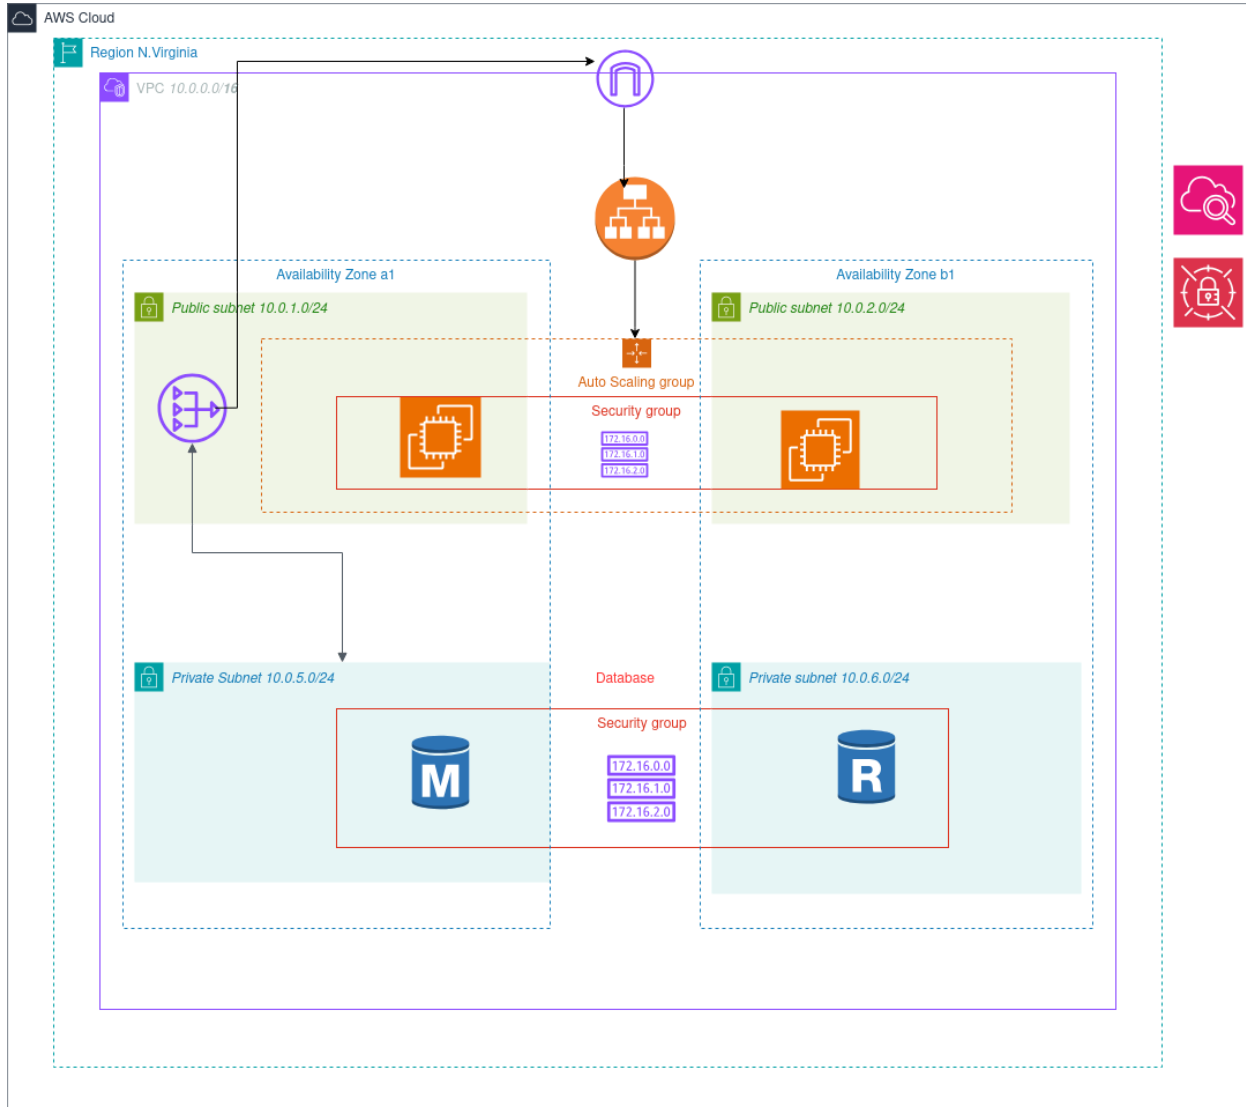 AWS Cloud
Region N.Virginia
VPC 10.0.0.0/16
Availability Zone a1
Availability Zone b1
Public subnet 10.0.1.0/24
Public subnet 10.0.2.0/24
Auto Scaling group
Security group
172.16.0.0
172.16.1.0
172.16.2.0
Private Subnet 10.0.5.0/24
Database
Private subnet 10.0.6.0/24
Security group
M
172.16.0.0
172.16.1.0
172.16.2.0
R